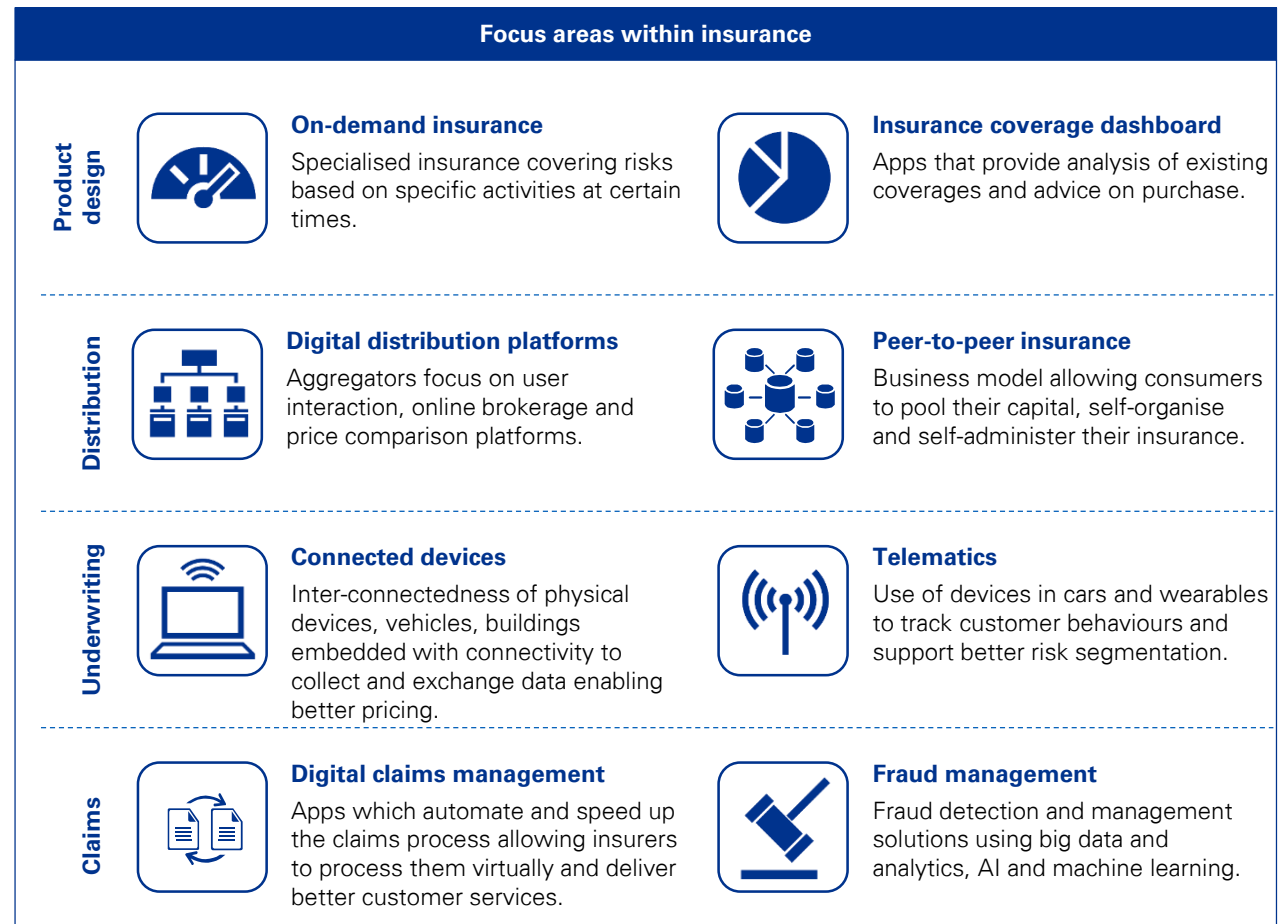 Focus areas within insurance
Product
design
On-demand insurance
Specialised insurance covering risks
based on specific activities at certain
times.
Insurance coverage dashboard
Apps that provide analysis of existing
coverages and advice on purchase.
Distribution
Digital distribution platforms
Aggregators focus on user
interaction, online brokerage and
price comparison platforms.
Peer-to-peer insurance
Business model allowing consumers
to pool their capital, self-organise
and self-administer their insurance.
Underwriting
Connected devices
Inter-connectedness of physical
devices, vehicles, buildings
embedded with connectivity to
collect and exchange data enabling
better pricing.
Telematics
Use of devices in cars and wearables
to track customer behaviours and
support better risk segmentation.
Claims
Digital claims management
Apps which automate and speed up
the claims process allowing insurers
to process them virtually and deliver
better customer services.
Fraud management
Fraud detection and management
solutions using big data and
analytics, AI and machine learning.